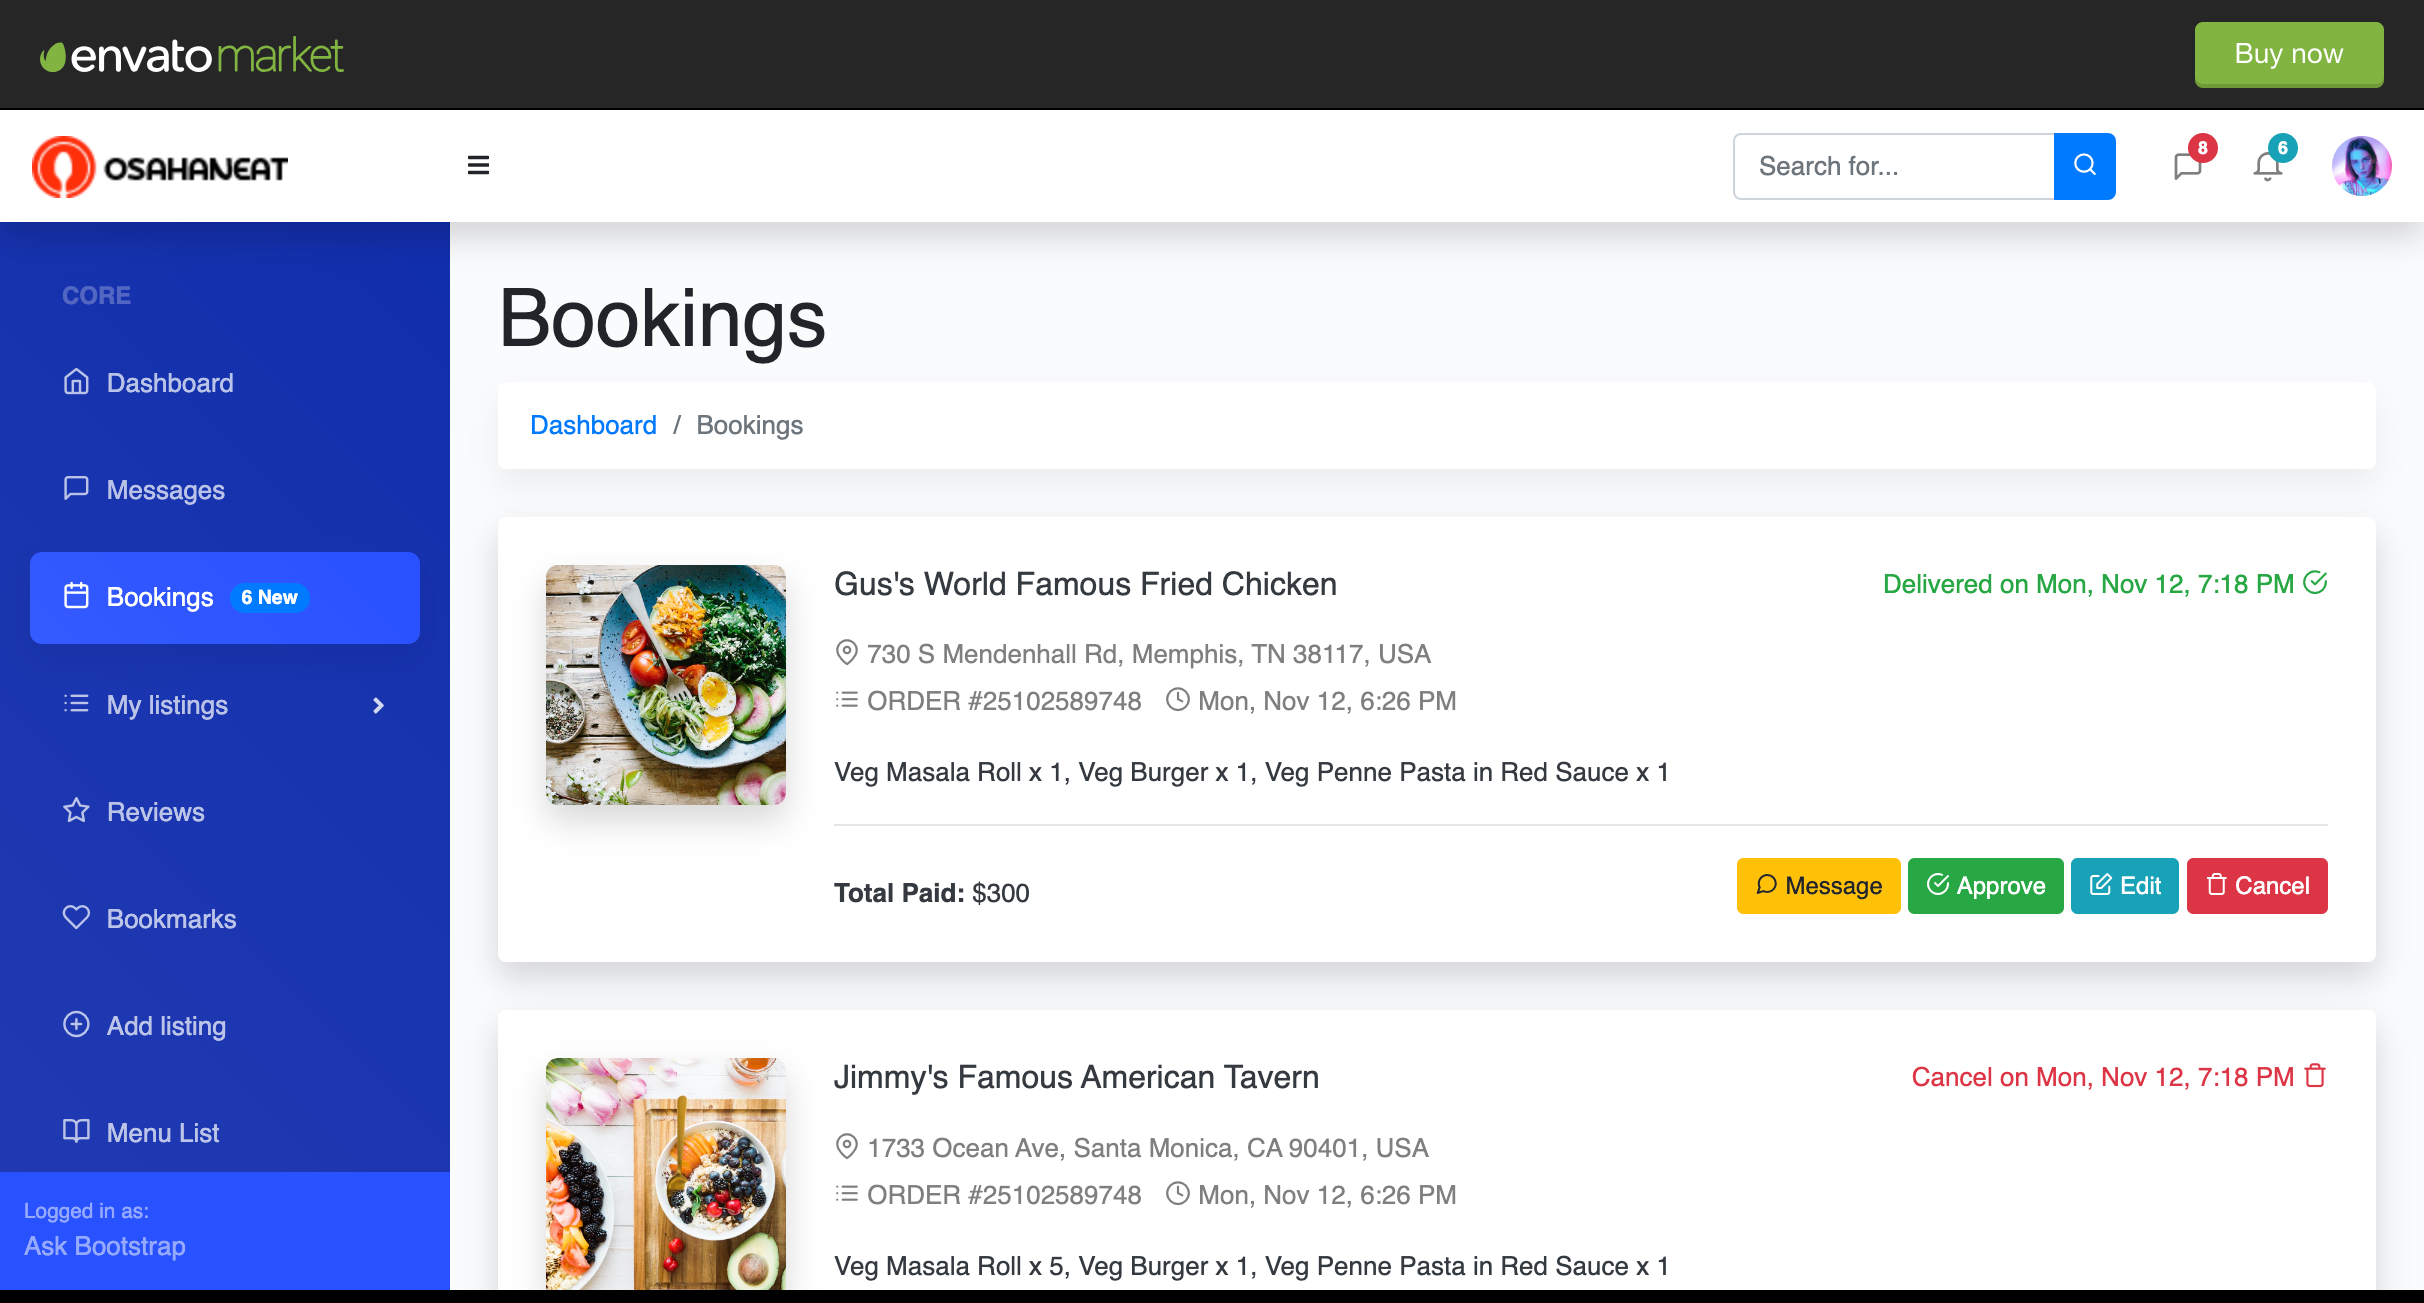 envato market
Buy now
OSAHANEAT
Search for...
8
6
CORE
Dashboard
Messages
Bookings 6 New
My listings
Reviews
Bookmarks
Add listing
Menu List
Logged in as:
Ask Bootstrap
Bookings
Dashboard / Bookings
Gus's World Famous Fried Chicken
Delivered on Mon, Nov 12, 7:18 PM
730 S Mendenhall Rd, Memphis, TN 38117, USA
ORDER #25102589748 Mon, Nov 12, 6:26 PM
Veg Masala Roll x 1, Veg Burger x 1, Veg Penne Pasta in Red Sauce x 1
Total Paid: $300
Message Approve Edit Cancel
Jimmy's Famous American Tavern
Cancel on Mon, Nov 12, 7:18 PM
1733 Ocean Ave, Santa Monica, CA 90401, USA
ORDER #25102589748 Mon, Nov 12, 6:26 PM
Veg Masala Roll x 5, Veg Burger x 1, Veg Penne Pasta in Red Sauce x 1